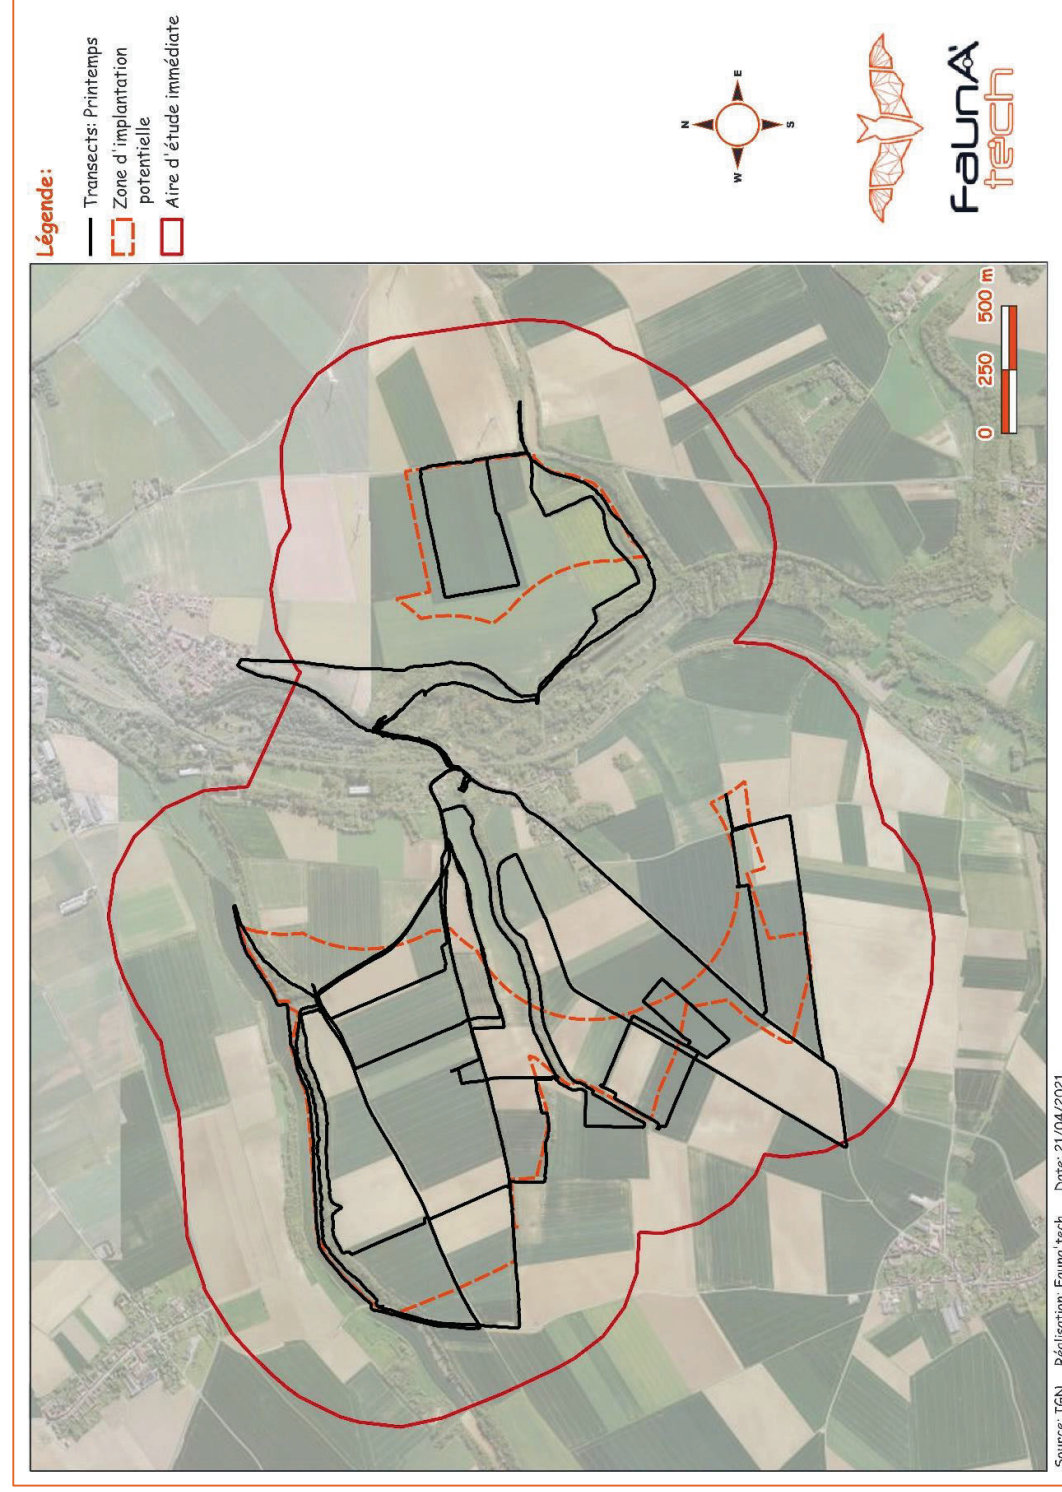 Légende:
Transects: Printemps
Zone d'implantation
potentielle
Aire d'étude immédiate
N
W
E
S
faunA
tech
0 250 500 m
Source: IGN Réalisation: Fauna'tech Date: 21/04/2021